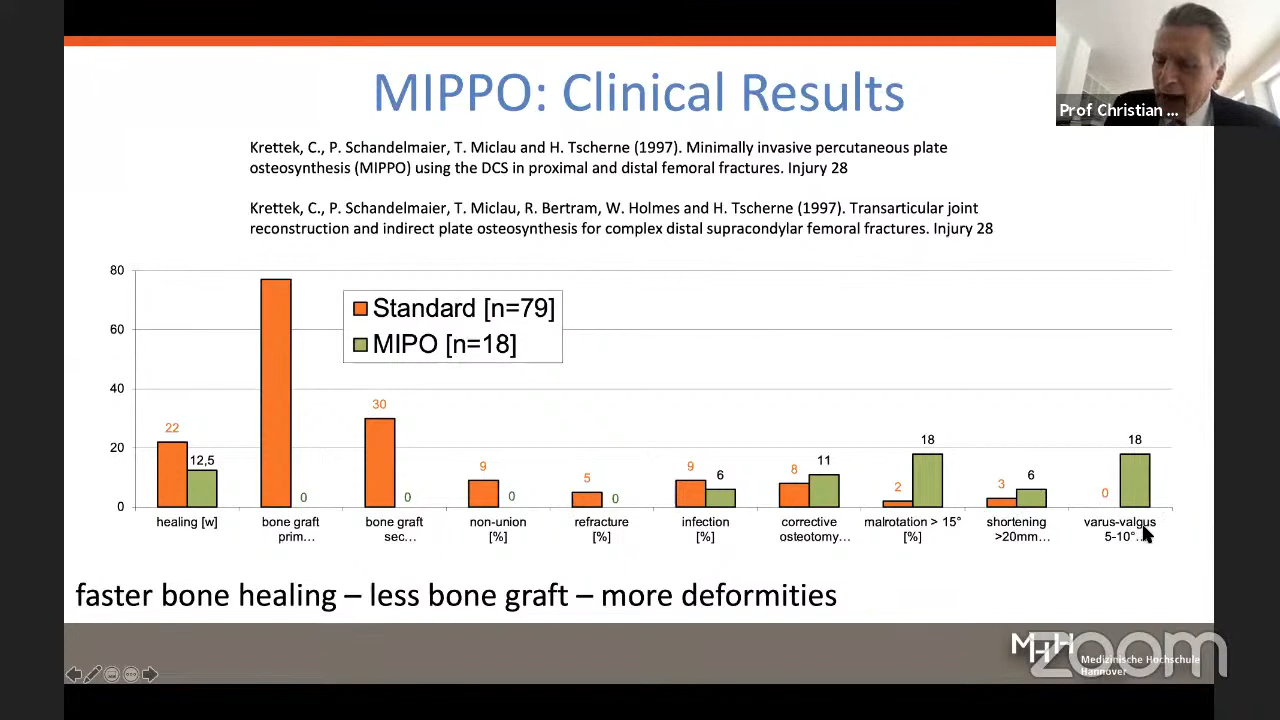 Prof Christian ...
MIPPO: Clinical Results
Krettek, C., P. Schandelmaier, T. Miclau and H. Tscherne (1997). Minimally invasive percutaneous plate
osteosynthesis (MIPPO) using the DCS in proximal and distal femoral fractures. Injury 28
Krettek, C., P. Schandelmaier, T. Miclau, R. Bertram, W. Holmes and H. Tscherne (1997). Transarticular joint
reconstruction and indirect plate osteosynthesis for complex distal supracondylar femoral fractures. Injury 28
80
60
40
20
0
Standard [n=79]
MIPO [n=18]
22
12,5
0
30
0
9
0
5
0
9
6
8
11
2
18
3
6
0
18
healing [w]
bone graft
prim...
bone graft
sec...
non-union
[%]
refracture
[%]
infection
[%]
corrective
osteotomy...
malrotation > 15°
[%]
shortening
>20mm...
varus-valgus
5-10°...
faster bone healing – less bone graft – more deformities
MHH
Medizinische Hochschule
Hannover
zoom